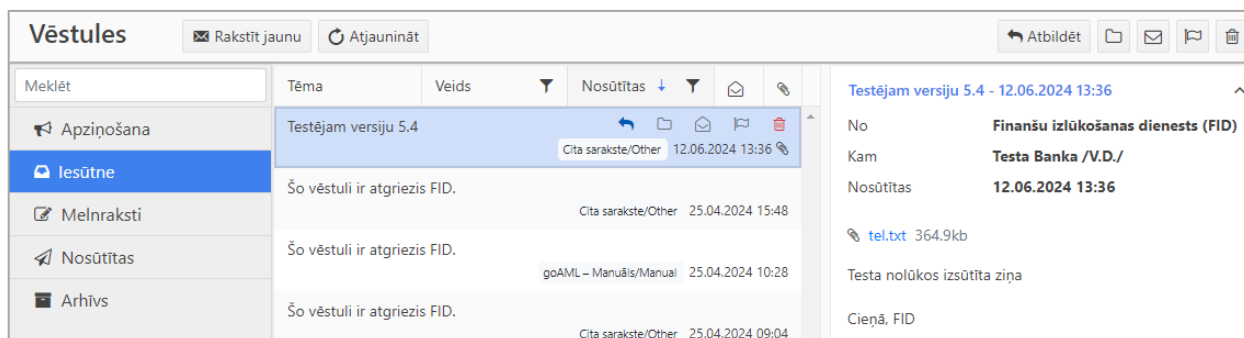 Vēstules
Rakstīt jaunu
Atjaunināt
Atbildēt
Meklēt
Apziņošana
Iesūtne
Melnraksti
Nosūtītas
Arhīvs
Tēma Veids Nosūtītas
Testējam versiju 5.4
Cita sarakste/Other 12.06.2024 13:36
Šo vēstuli ir atgriezis FID.
Cita sarakste/Other 25.04.2024 15:48
Šo vēstuli ir atgriezis FID.
goAML – Manuāls/Manual 25.04.2024 10:28
Šo vēstuli ir atgriezis FID.
Cita sarakste/Other 25.04.2024 09:04
Testējam versiju 5.4 - 12.06.2024 13:36
No Finanšu izlūkošanas dienests (FID)
Kam Testa Banka /V.D./
Nosūtītas 12.06.2024 13:36
tel.txt 364.9kb
Testa nolūkos izsūtīta ziņa
Cieņā, FID